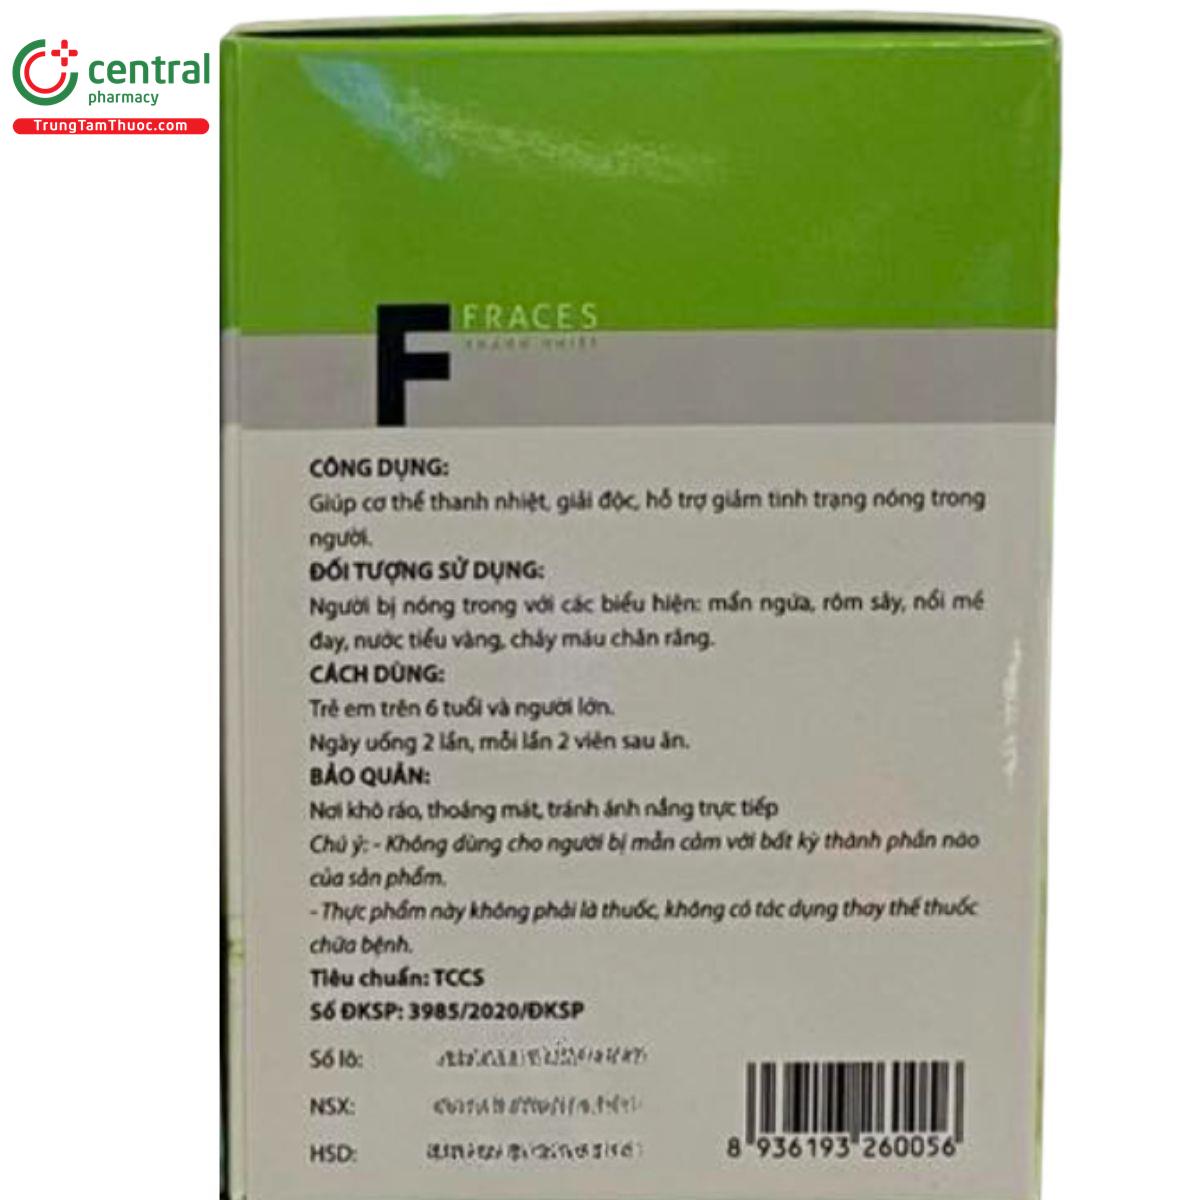 central
pharmacy
TrungTamThuoc.com
F
FRACES
THANH NHIỆT
CÔNG DỤNG:
Giúp cơ thể thanh nhiệt, giải độc, hỗ trợ giảm tình trạng nóng trong
người.
ĐỐI TƯỢNG SỬ DỤNG:
Người bị nóng trong với các biểu hiện: mẩn ngứa, rôm sảy, nổi mề
đay, nước tiểu vàng, chảy máu chân răng.
CÁCH DÙNG:
Trẻ em trên 6 tuổi và người lớn.
Ngày uống 2 lần, mỗi lần 2 viên sau ăn.
BẢO QUẢN:
Nơi khô ráo, thoáng mát, tránh ánh nắng trực tiếp
Chú ý: - Không dùng cho người bị mẫn cảm với bất kỳ thành phần nào
của sản phẩm.
- Thực phẩm này không phải là thuốc, không có tác dụng thay thế thuốc
chữa bệnh.
Tiêu chuẩn: TCCS
Số ĐKSP: 3985/2020/ĐKSP
Số lô:
NSX:
HSD:
8 936193 260056